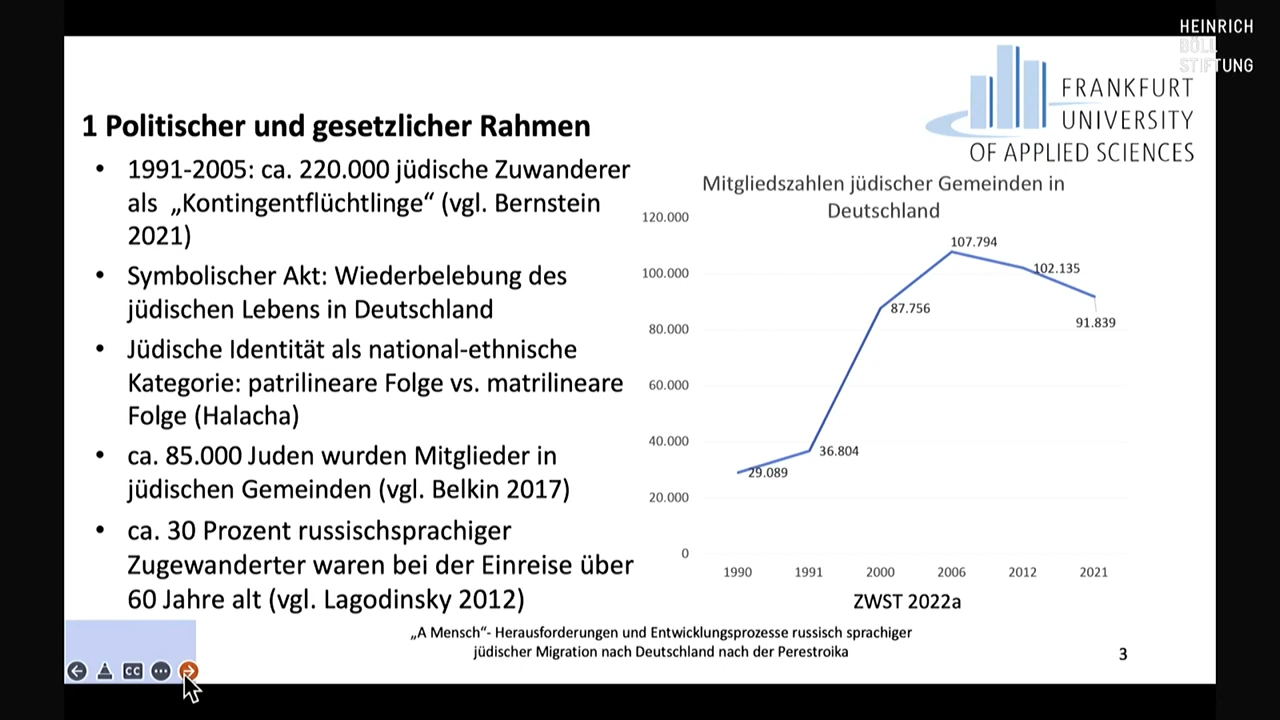 HEINRICH
BÖLL
STIFTUNG
FRANKFURT
UNIVERSITY
OF APPLIED SCIENCES
1 Politischer und gesetzlicher Rahmen
• 1991-2005: ca. 220.000 jüdische Zuwanderer
als „Kontingentflüchtlinge“ (vgl. Bernstein
2021)
• Symbolischer Akt: Wiederbelebung des
jüdischen Lebens in Deutschland
• Jüdische Identität als national-ethnische
Kategorie: patrilineare Folge vs. matrilineare
Folge (Halacha)
• ca. 85.000 Juden wurden Mitglieder in
jüdischen Gemeinden (vgl. Belkin 2017)
• ca. 30 Prozent russischsprachiger
Zugewanderter waren bei der Einreise über
60 Jahre alt (vgl. Lagodinsky 2012)
Mitgliedszahlen jüdischer Gemeinden in
Deutschland
120.000
100.000
80.000
60.000
40.000
20.000
0
29.089
36.804
87.756
107.794
102.135
91.839
1990 1991 2000 2006 2012 2021
ZWST 2022a
„A Mensch“- Herausforderungen und Entwicklungsprozesse russisch sprachiger
jüdischer Migration nach Deutschland nach der Perestroika
3
CC